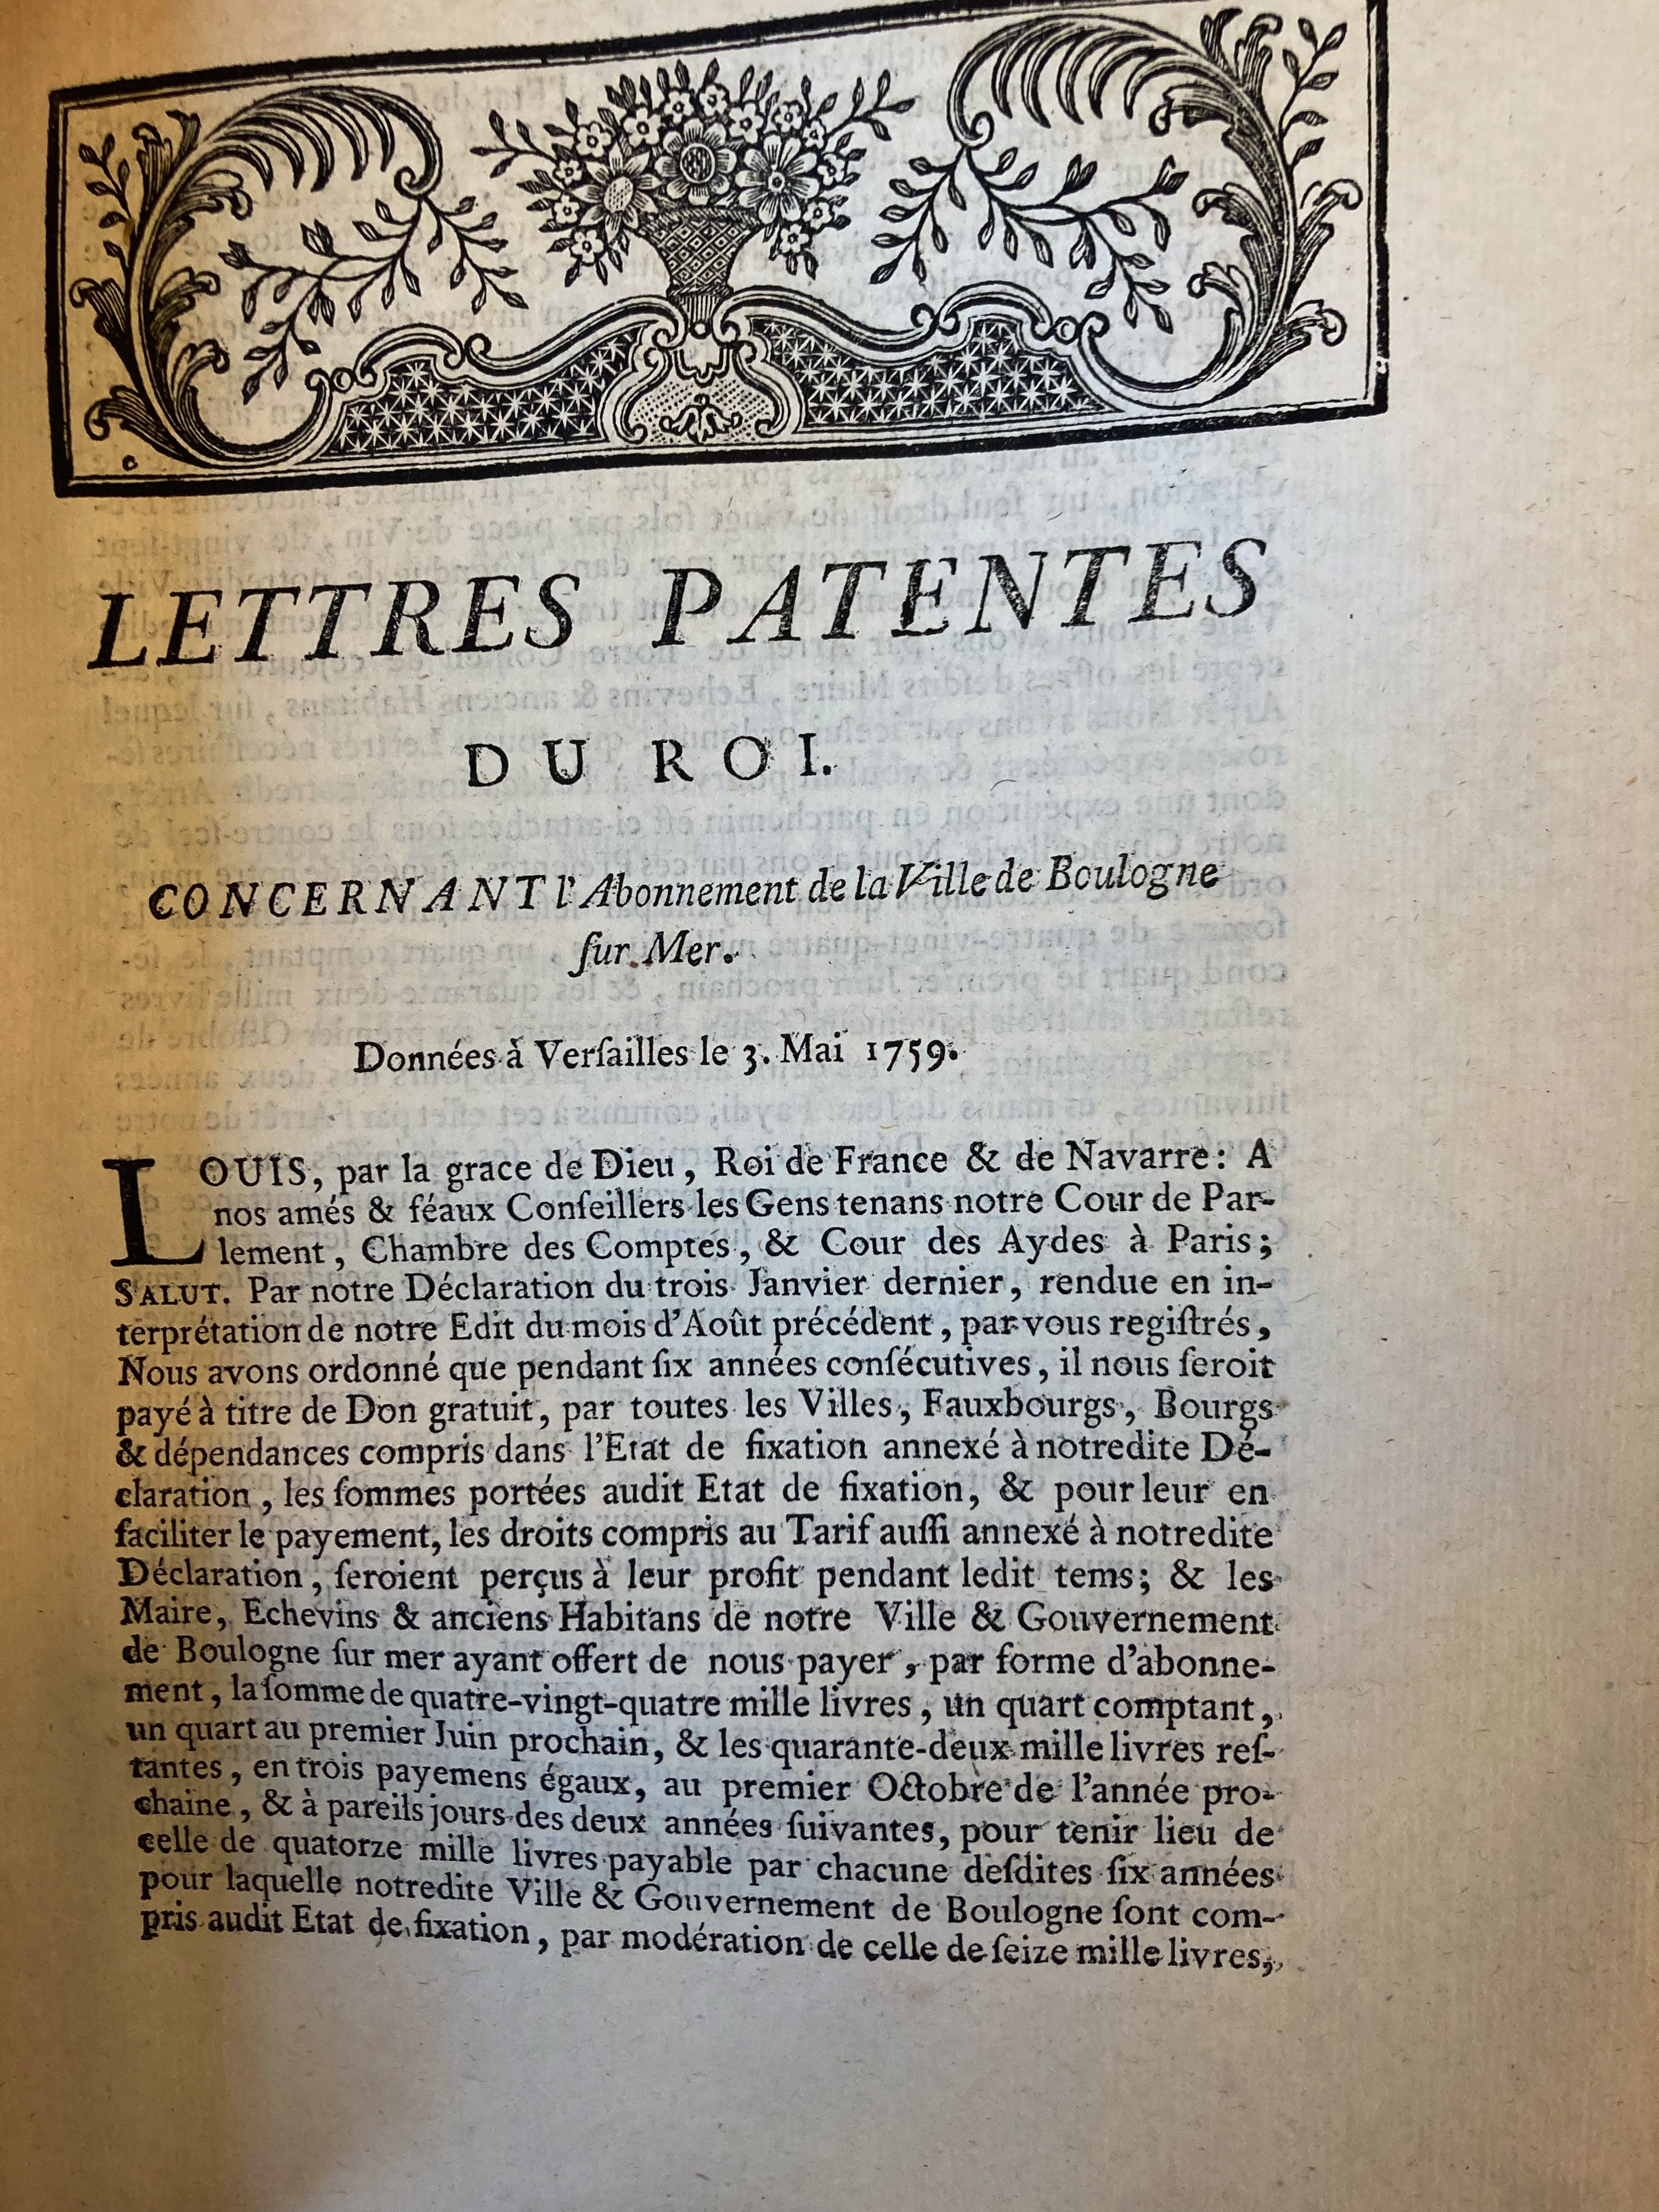 LETTRES PATENTES
DU ROI.
CONCERNANT l'Abonnement de la Ville de Boulogne
ſur Mer.
Données à Verſailles le 3. Mai 1759.
LOUIS, par la grace de Dieu, Roi de France & de Navarre: A
nos amés & féaux Conſeillers les Gens tenans notre Cour de Par-
lement, Chambre des Comptes, & Cour des Aydes à Paris;
SALUT. Par notre Déclaration du trois Janvier dernier, rendue en in-
terprétation de notre Edit du mois d'Août précédent, par vous regiſtrés,
Nous avons ordonné que pendant ſix années conſécutives, il nous ſeroit
payé à titre de Don gratuit, par toutes les Villes, Fauxbourgs, Bourgs
& dépendances compris dans l'Etat de fixation annexé à notredite Dé-
claration, les ſommes portées audit Etat de fixation, & pour leur en
faciliter le payement, les droits compris au Tarif auſſi annexé à notredite
Déclaration, ſeroient perçus à leur profit pendant ledit tems; & les
Maire, Echevins & anciens Habitans de notre Ville & Gouvernement
de Boulogne ſur mer ayant offert de nous payer, par forme d'abonne-
ment, la ſomme de quatre-vingt-quatre mille livres, un quart comptant,
un quart au premier Juin prochain, & les quarante-deux mille livres reſ-
tantes, en trois payemens égaux, au premier Octobre de l'année pro-
chaine, & à pareils jours des deux années ſuivantes, pour tenir lieu de
celle de quatorze mille livres payable par chacune deſdites ſix années
pour laquelle notredite Ville & Gouvernement de Boulogne ſont com-
pris audit Etat de fixation, par modération de celle de ſeize mille livres,